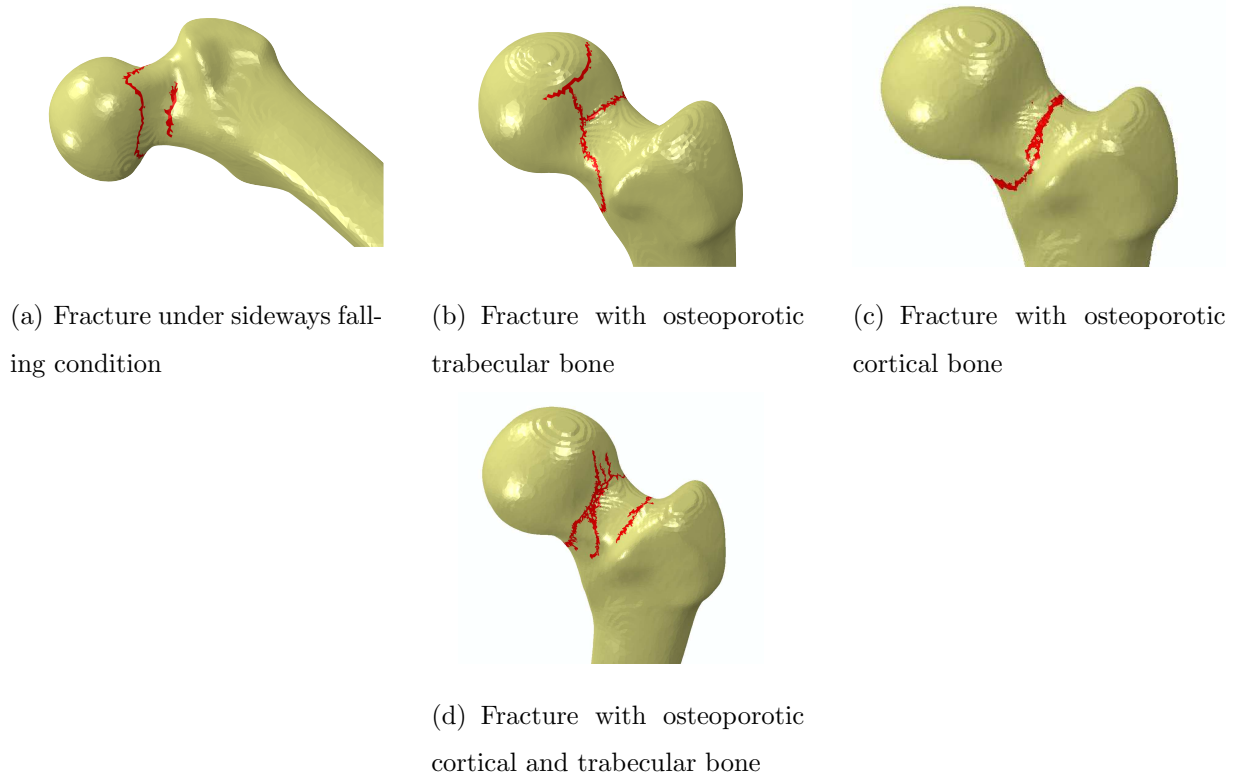 (a) Fracture under sideways fall-
ing condition
(b) Fracture with osteoporotic
trabecular bone
(c) Fracture with osteoporotic
cortical bone
(d) Fracture with osteoporotic
cortical and trabecular bone